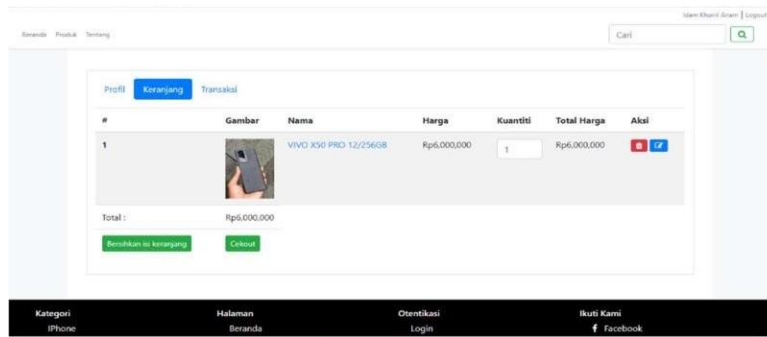 Islam Khoiril Anam | Logout
Beranda Produk Tentang
Cari
Profil Keranjang Transaksi
# Gambar Nama Harga Kuantiti Total Harga Aksi
1 VIVO X50 PRO 12/256GB Rp6,000,000 1 Rp6,000,000
Total : Rp6,000,000
Bersihkan isi keranjang Cekout
Kategori Halaman Otentikasi Ikuti Kami
IPhone Beranda Login Facebook